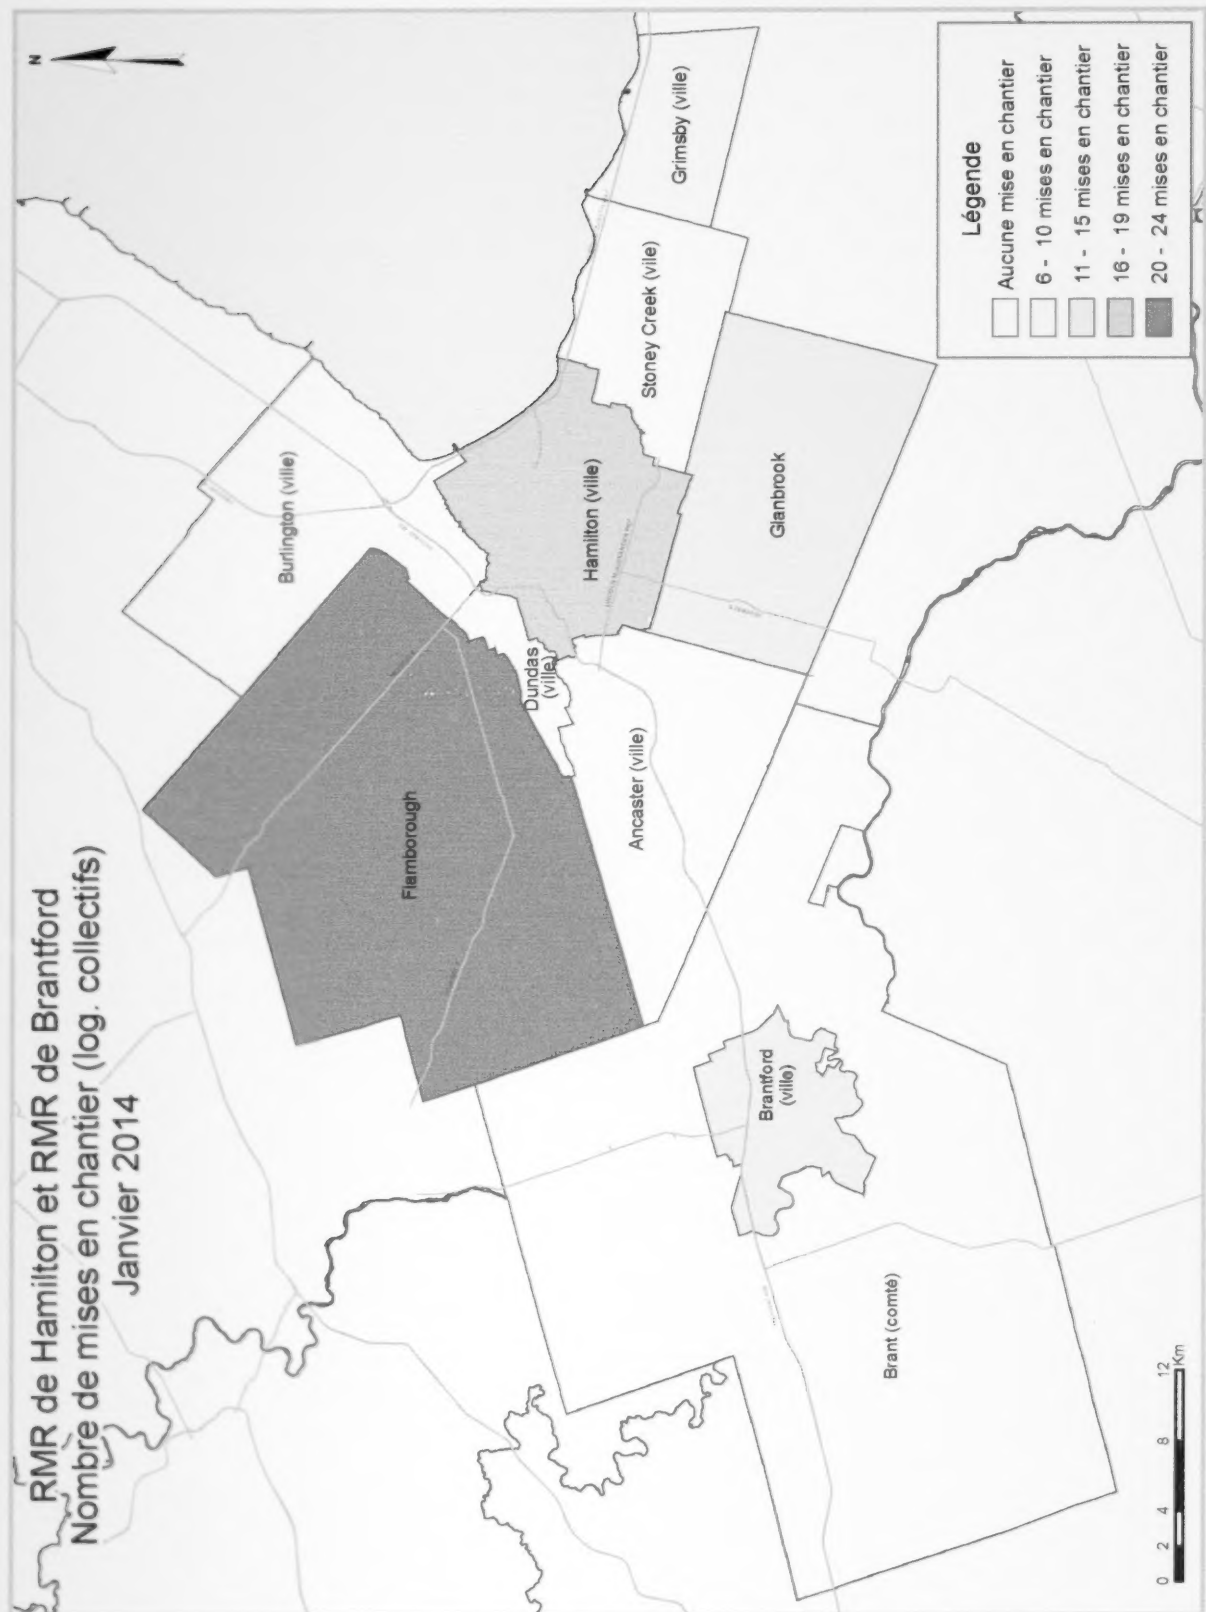 RMR de Hamilton et RMR de Brantford
Nombre de mises en chantier (log. collectifs)
Janvier 2014
N
Burlington (ville)
Flamborough
Dundas
(ville)
Hamilton (ville)
Stoney Creek (vile)
Grimsby (ville)
Ancaster (ville)
Glanbrook
Brantford
(ville)
Brant (comté)
0 2 4 8 12
Km
Légende
Aucune mise en chantier
6 - 10 mises en chantier
11 - 15 mises en chantier
16 - 19 mises en chantier
20 - 24 mises en chantier